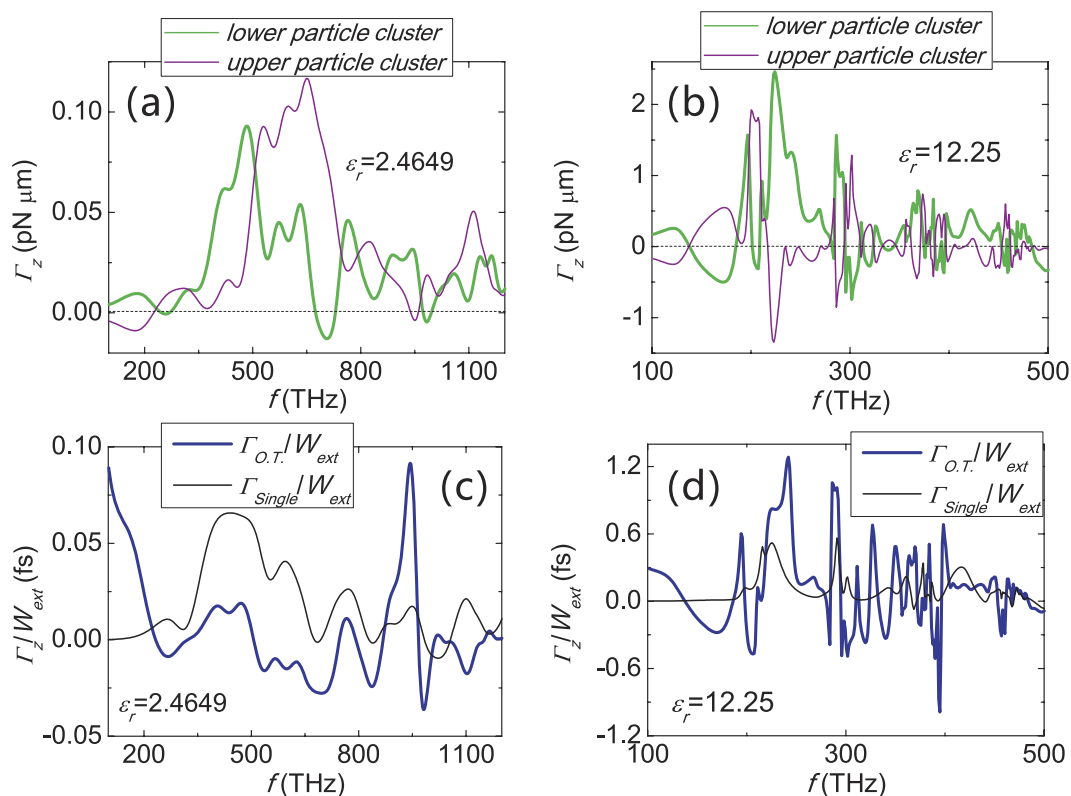 lower particle cluster
upper particle cluster
(a)
εr=2.4649
Γz (pN μm)
0.10
0.05
0.00
200 500 800 1100
f (THz)
lower particle cluster
upper particle cluster
(b)
εr=12.25
Γz (pN μm)
2
1
0
-1
100 300 500
f (THz)
ΓO.T./Wext
ΓSingle/Wext
(c)
εr=2.4649
Γz/Wext (fs)
0.10
0.05
0.00
-0.05
200 500 800 1100
f (THz)
ΓO.T./Wext
ΓSingle/Wext
(d)
εr=12.25
Γz/Wext (fs)
1.2
0.6
0.0
-0.6
-1.2
100 300 500
f (THz)